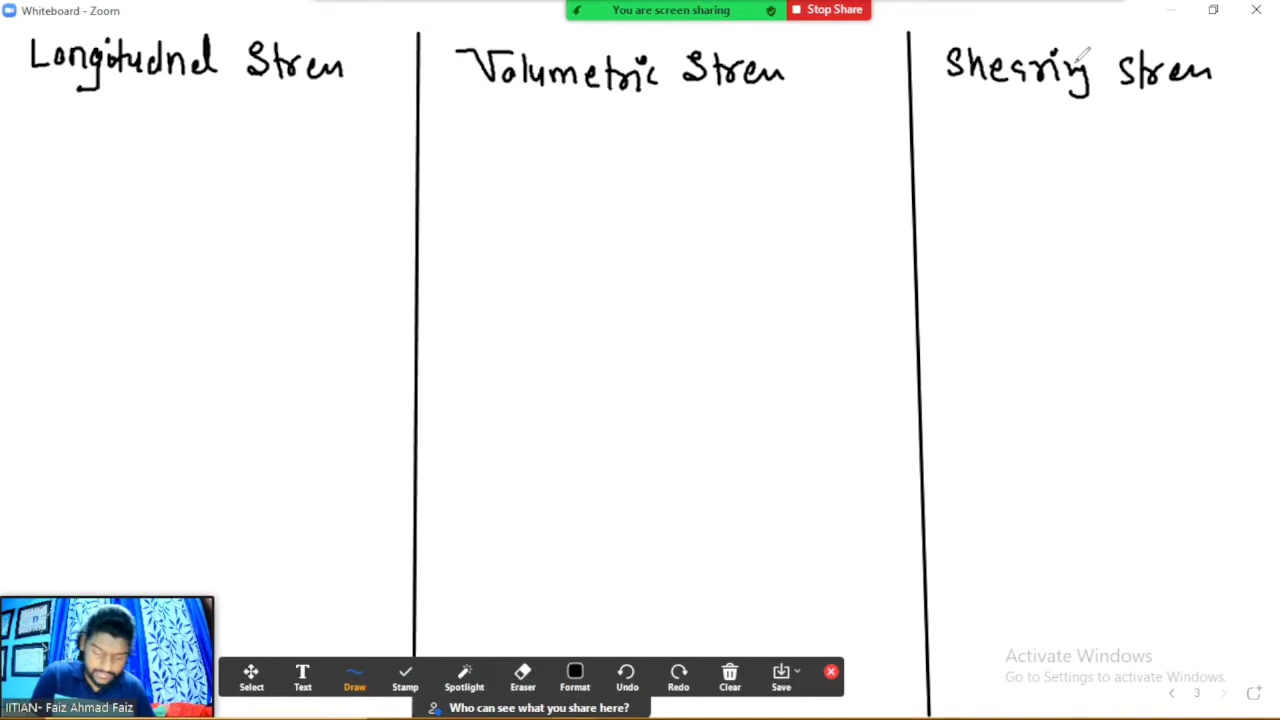 Whiteboard - Zoom
You are screen sharing
Stop Share
Longitudnal Stress
Volumetric Stress
Shearing Stress
Activate Windows
Go to Settings to activate Windows.
3
Select
Text
Draw
Stamp
Spotlight
Eraser
Format
Undo
Redo
Clear
Save
Who can see what you share here?
IITIAN- Faiz Ahmad Faiz